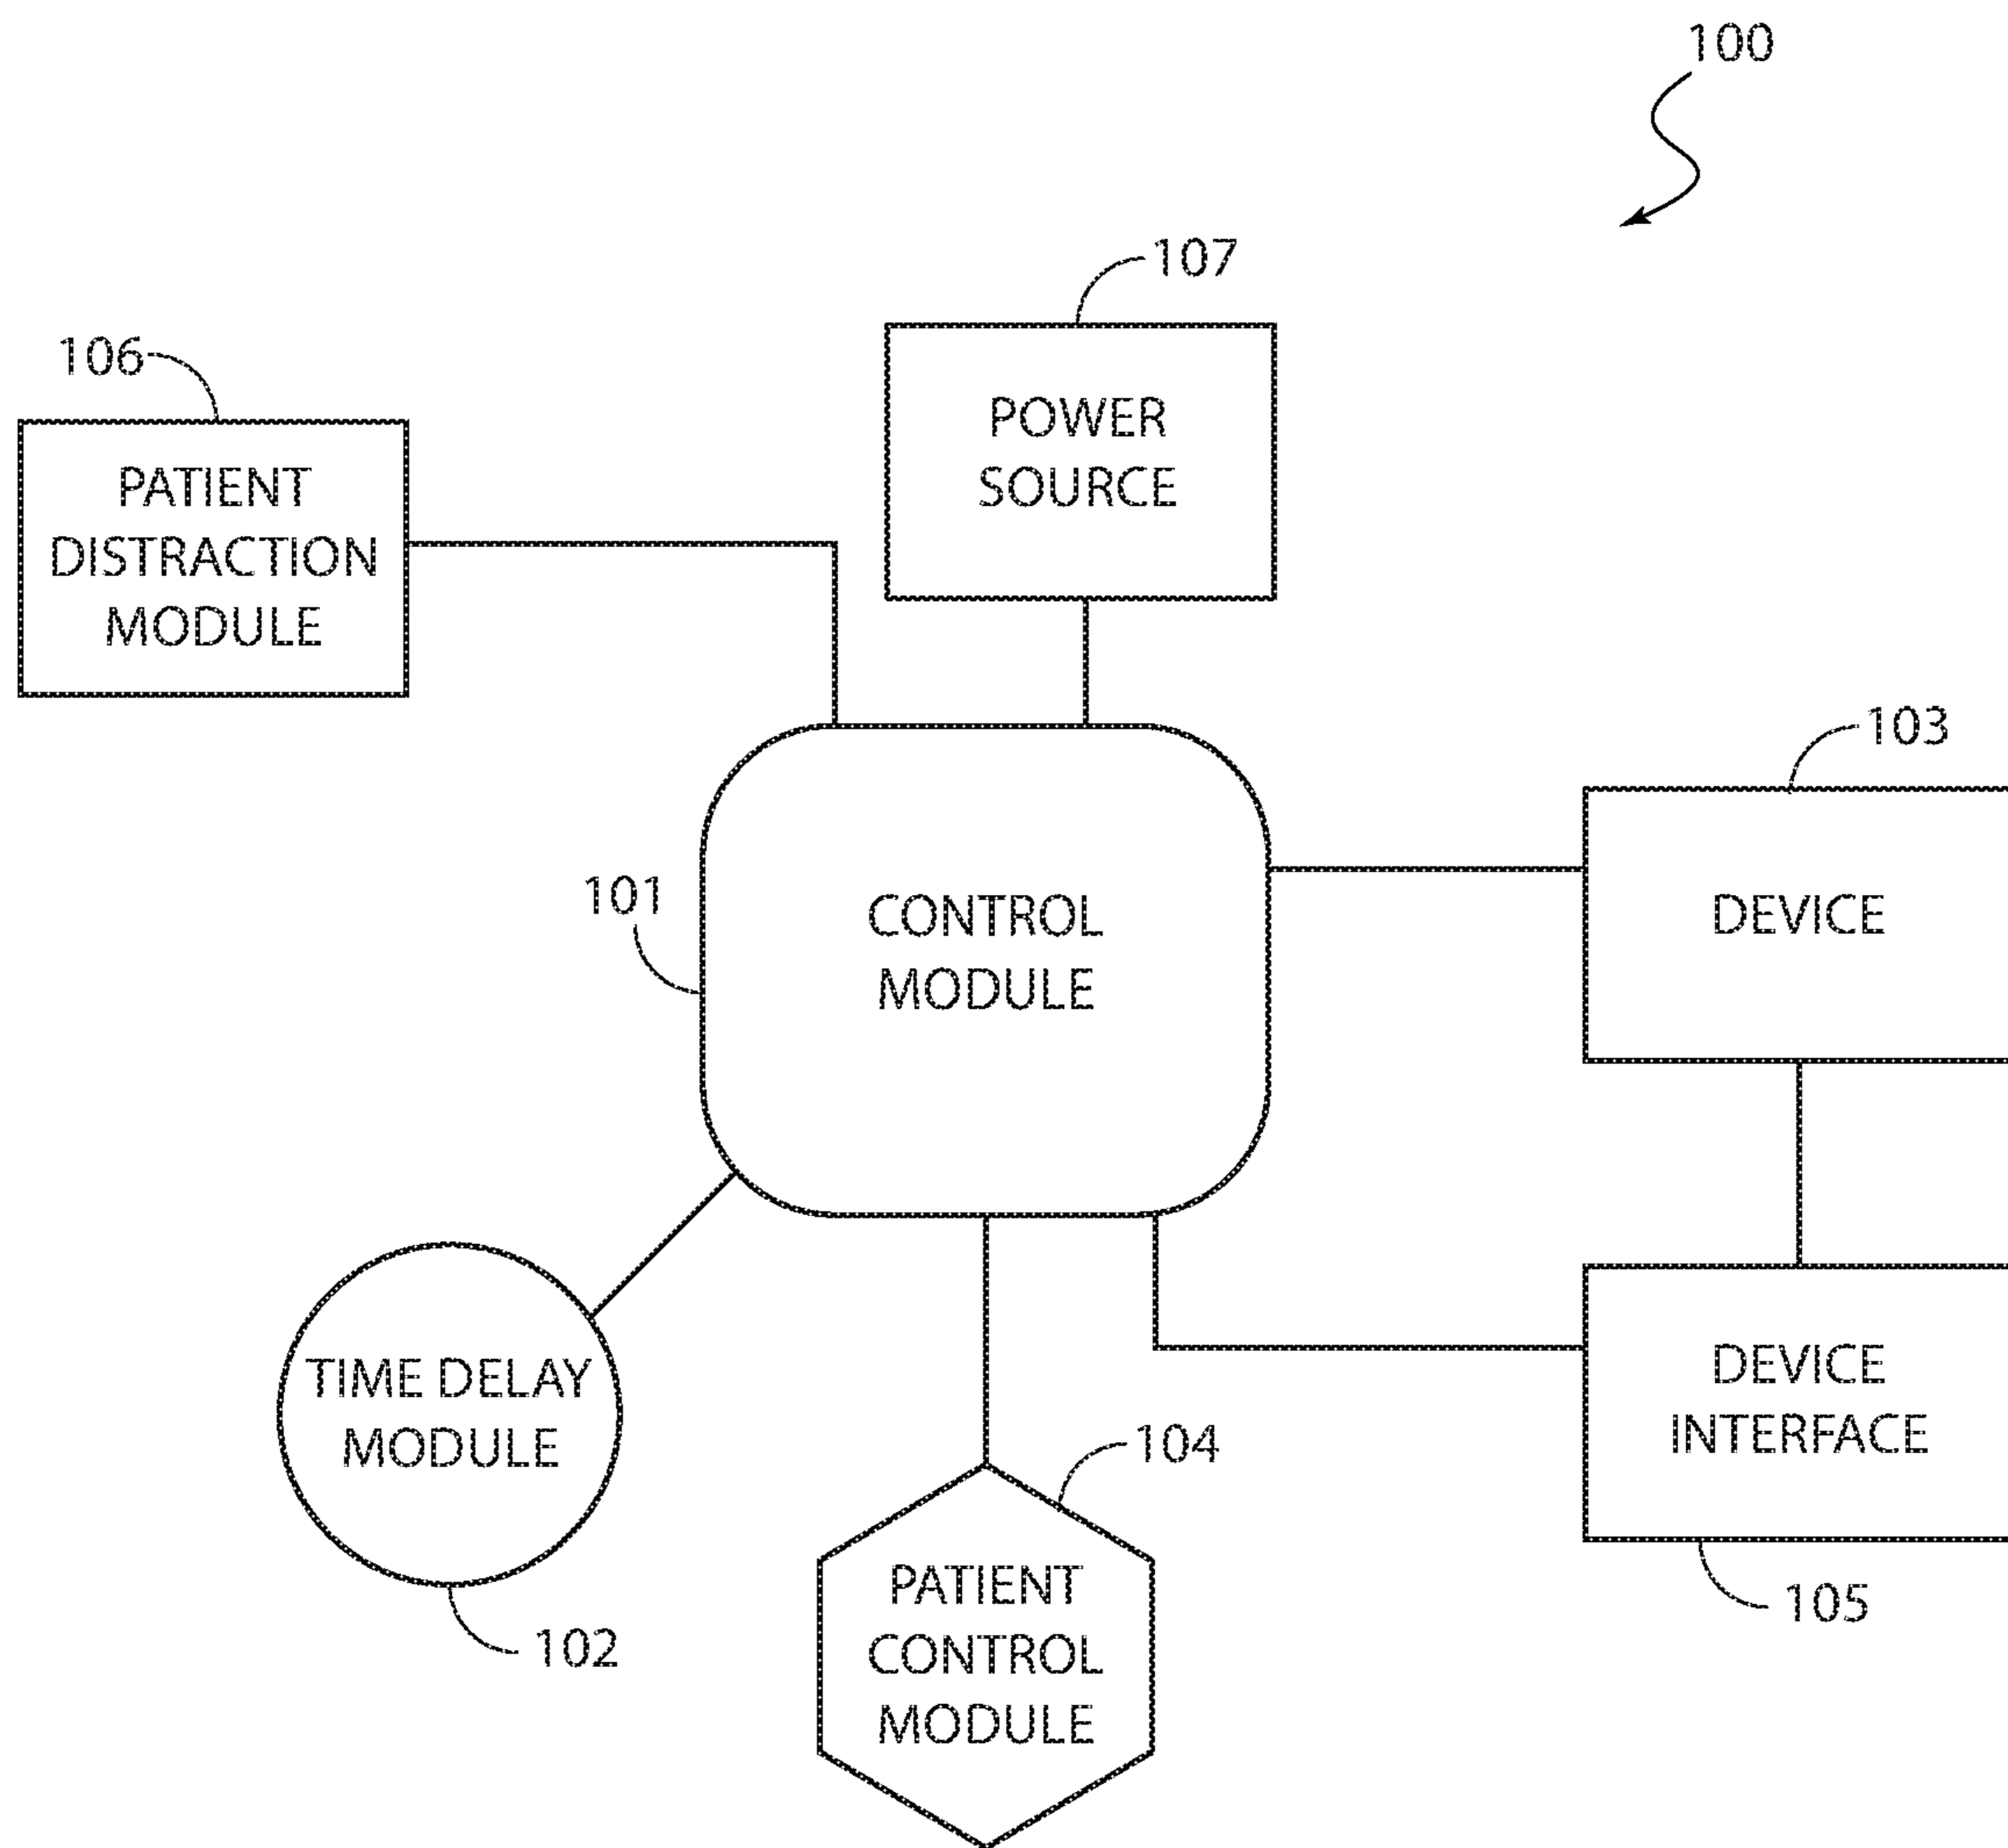 100
107
106
POWER
SOURCE
PATIENT
DISTRACTION
MODULE
103
101
CONTROL
MODULE
DEVICE
TIME DELAY
MODULE
102
104
PATIENT
CONTROL
MODULE
DEVICE
INTERFACE
105